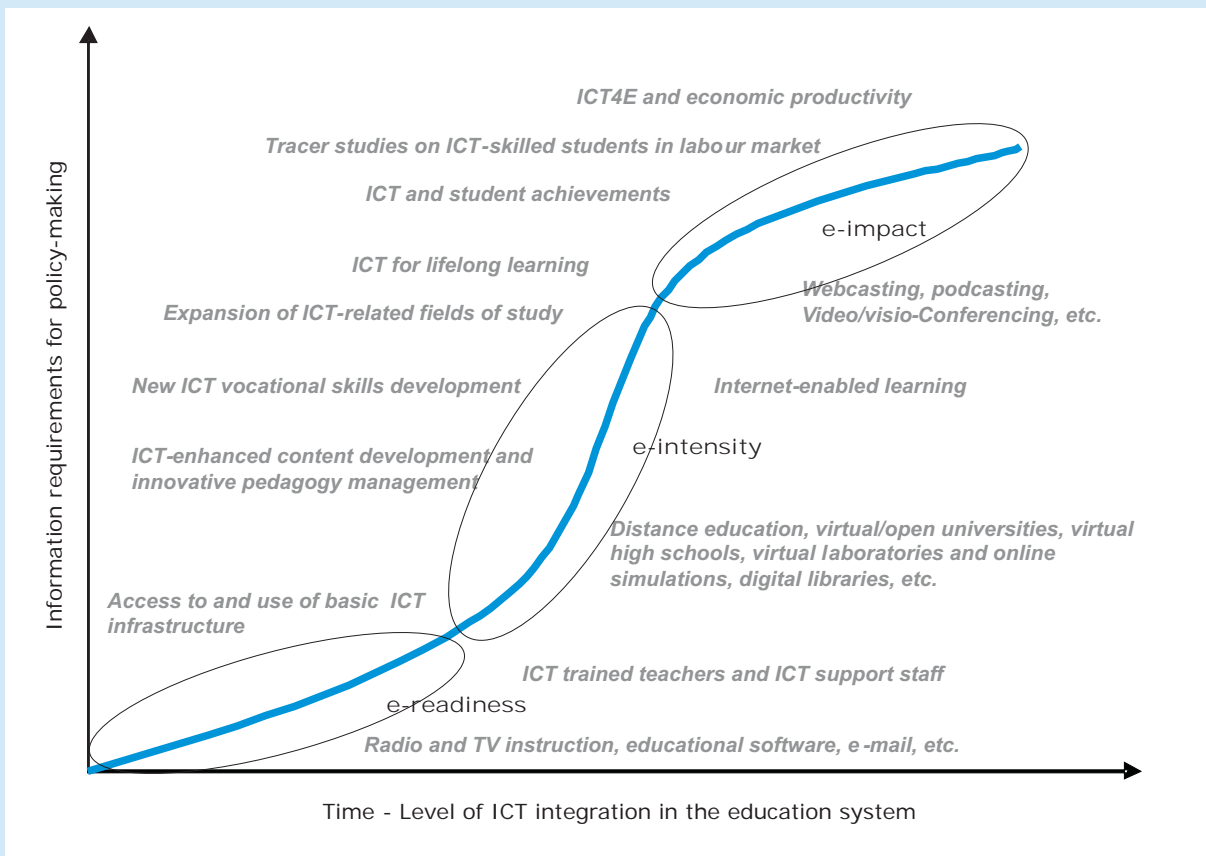 ICT4E and economic productivity
Tracer studies on ICT-skilled students in labour market
ICT and student achievements
e-impact
ICT for lifelong learning
Webcasting, podcasting,
Video/visio-Conferencing, etc.
Expansion of ICT-related fields of study
New ICT vocational skills development
Internet-enabled learning
e-intensity
ICT-enhanced content development and
innovative pedagogy management
Distance education, virtual/open universities, virtual
high schools, virtual laboratories and online
simulations, digital libraries, etc.
Access to and use of basic ICT
infrastructure
ICT trained teachers and ICT support staff
e-readiness
Radio and TV instruction, educational software, e-mail, etc.
Information requirements for policy-making
Time - Level of ICT integration in the education system